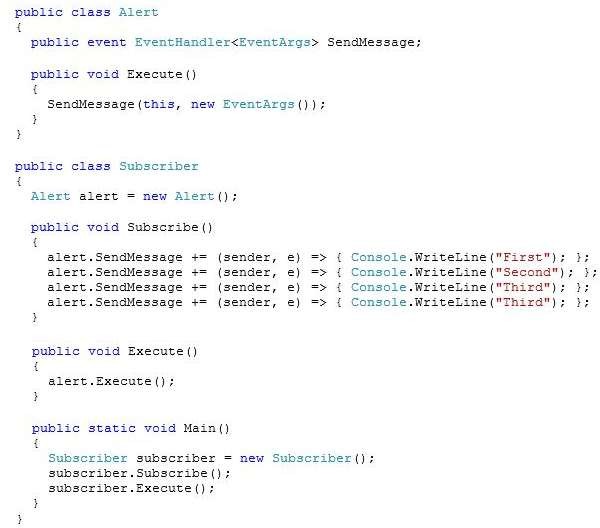 public class Alert
{
public event EventHandler<EventArgs> SendMessage;
public void Execute()
{
SendMessage(this, new EventArgs());
}
}
public class Subscriber
{
Alert alert = new Alert();
public void Subscribe()
{
alert.SendMessage += (sender, e) => { Console.WriteLine("First"); };
alert.SendMessage += (sender, e) => { Console.WriteLine("Second"); };
alert.SendMessage += (sender, e) => { Console.WriteLine("Third"); };
alert.SendMessage += (sender, e) => { Console.WriteLine("Third"); };
}
public void Execute()
{
alert.Execute();
}
public static void Main()
{
Subscriber subscriber = new Subscriber();
subscriber.Subscribe();
subscriber.Execute();
}
}